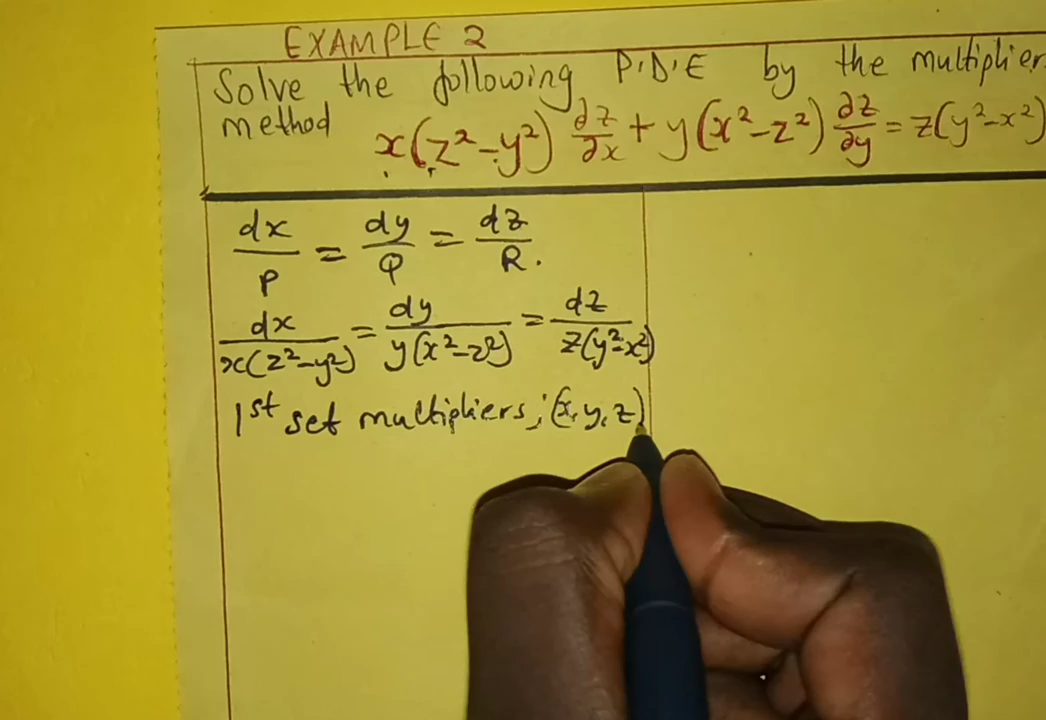 EXAMPLE 2
Solve the following P.D.E by the multiplier
method x(z²-y²) ∂z/∂x + y(x²-z²) ∂z/∂y = z(y²-x²)
dx/P = dy/Q = dz/R.
dx/x(z²-y²) = dy/y(x²-z²) = dz/z(y²-x²)
1st set multipliers; (x, y, z)